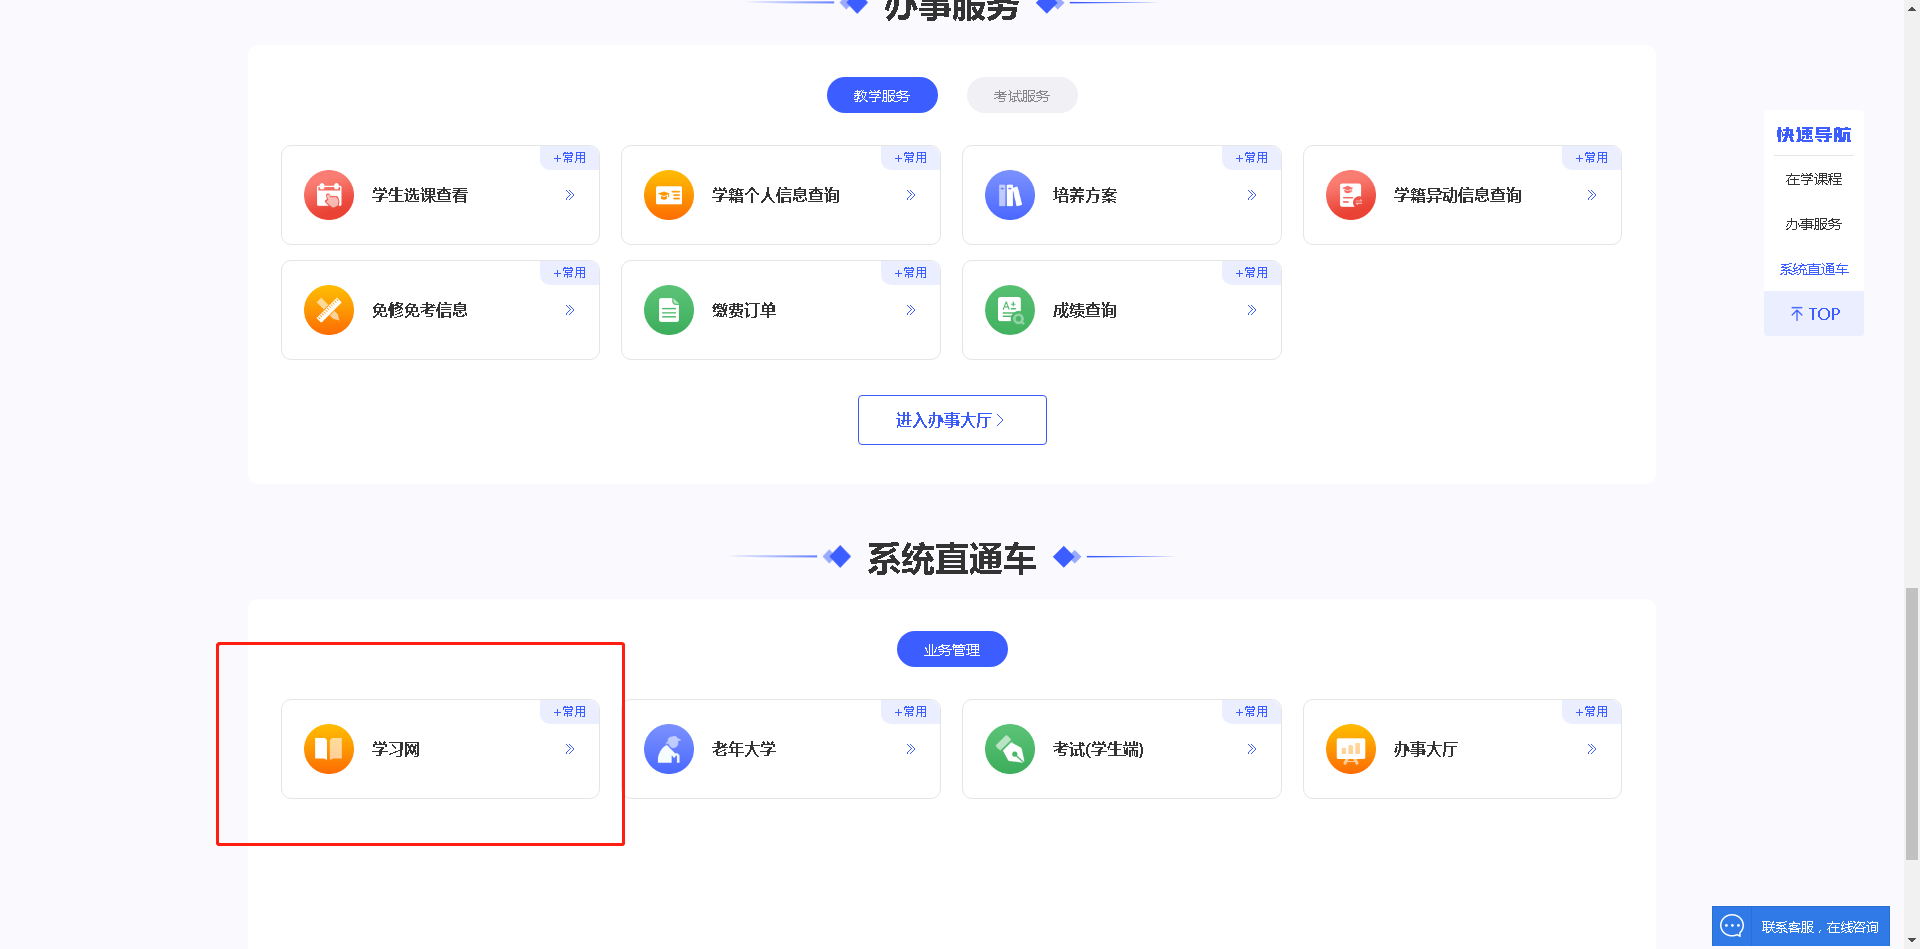 办事服务
教学服务
考试服务
+常用
学生选课查看
+常用
学籍个人信息查询
+常用
培养方案
+常用
学籍异动信息查询
+常用
免修免考信息
+常用
缴费订单
+常用
成绩查询
进入办事大厅
系统直通车
业务管理
+常用
学习网
+常用
老年大学
+常用
考试(学生端)
+常用
办事大厅
快速导航
在学课程
办事服务
系统直通车
TOP
联系客服，在线咨询